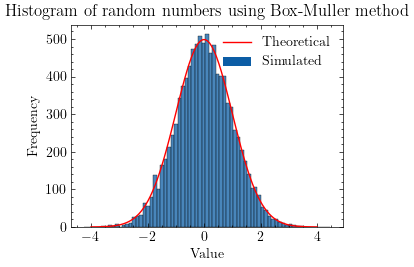 Histogram of random numbers using Box-Muller method
Theoretical
Simulated
Frequency
500
400
300
200
100
0
−4
−2
0
2
4
Value